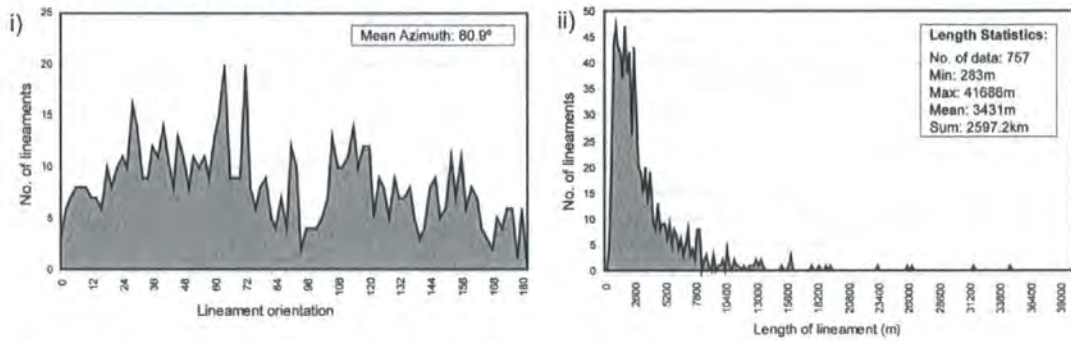 i)
25
20
15
10
5
0
No. of lineaments
Mean Azimuth: 80.9º
0 12 24 36 48 60 72 84 96 108 120 132 144 156 168 180
Lineament orientation
ii)
50
45
40
35
30
25
20
15
10
5
0
No. of lineaments
Length Statistics:
No. of data: 757
Min: 283m
Max: 41686m
Mean: 3431m
Sum: 2597.2km
0 2600 5200 7800 10400 13000 15600 18200 20800 23400 26000 28600 31200 33800 36400 39000
Length of lineament (m)